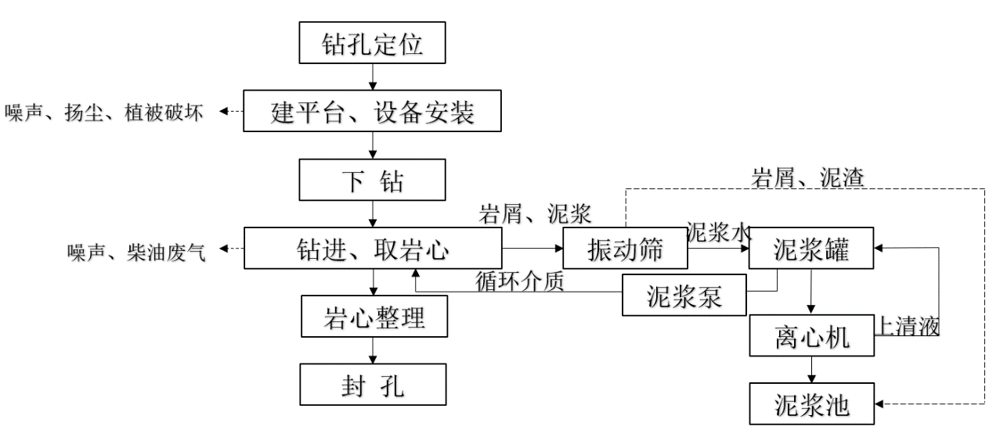 钻孔定位
噪声、扬尘、植被破坏
建平台、设备安装
下 钻
岩屑、泥渣
岩屑、泥浆
噪声、柴油废气
钻进、取岩心
振动筛
泥浆水
泥浆罐
循环介质
泥浆泵
岩心整理
离心机
上清液
封 孔
泥浆池